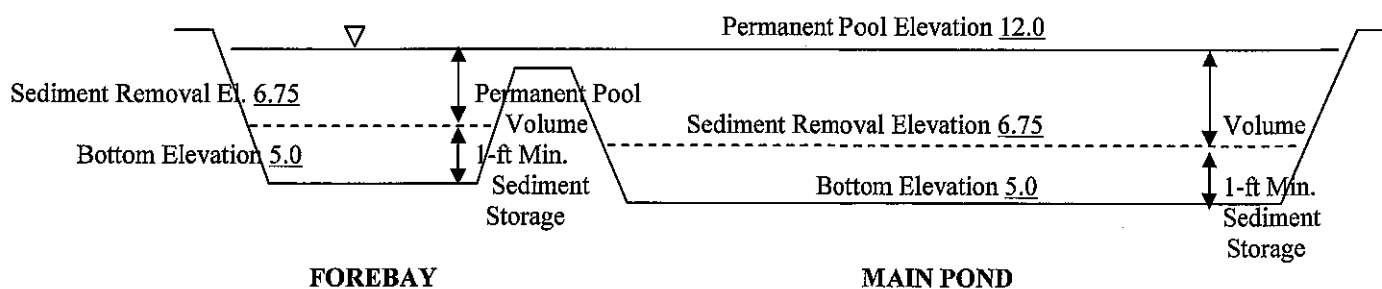 Permanent Pool Elevation 12.0
Sediment Removal El. 6.75
Permanent Pool
Volume
Sediment Removal Elevation 6.75
Volume
Bottom Elevation 5.0
1-ft Min.
Sediment
Storage
Bottom Elevation 5.0
1-ft Min.
Sediment
Storage
FOREBAY
MAIN POND